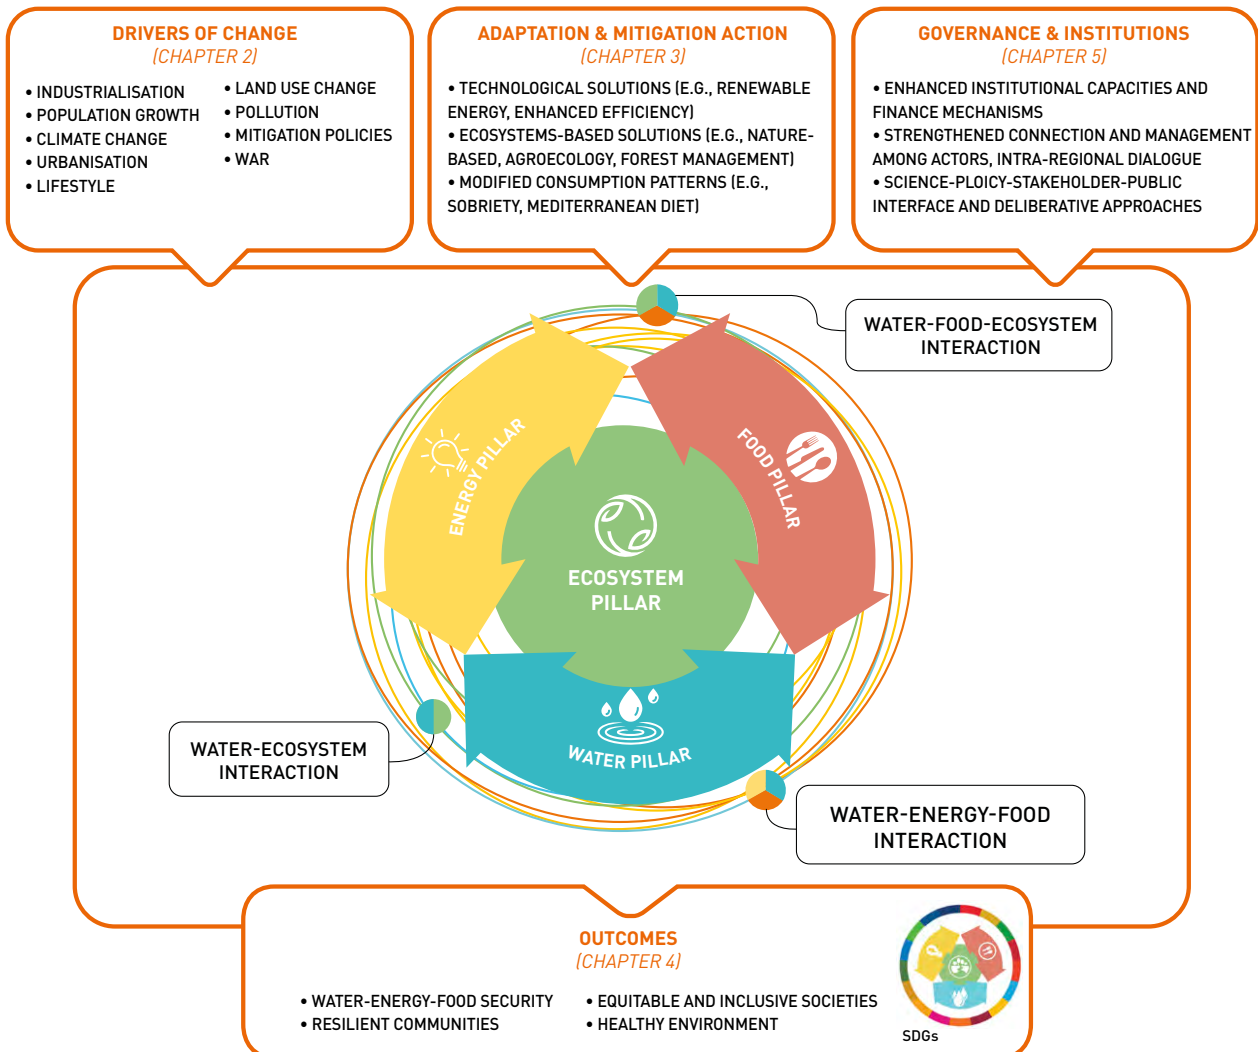 DRIVERS OF CHANGE
(CHAPTER 2)
• INDUSTRIALISATION
• POPULATION GROWTH
• CLIMATE CHANGE
• URBANISATION
• LIFESTYLE
• LAND USE CHANGE
• POLLUTION
• MITIGATION POLICIES
• WAR
ADAPTATION & MITIGATION ACTION
(CHAPTER 3)
• TECHNOLOGICAL SOLUTIONS (E.G., RENEWABLE
ENERGY, ENHANCED EFFICIENCY)
• ECOSYSTEMS-BASED SOLUTIONS (E.G., NATURE-
BASED, AGROECOLOGY, FOREST MANAGEMENT)
• MODIFIED CONSUMPTION PATTERNS (E.G.,
SOBRIETY, MEDITERRANEAN DIET)
GOVERNANCE & INSTITUTIONS
(CHAPTER 5)
• ENHANCED INSTITUTIONAL CAPACITIES AND
FINANCE MECHANISMS
• STRENGTHENED CONNECTION AND MANAGEMENT
AMONG ACTORS, INTRA-REGIONAL DIALOGUE
• SCIENCE-PLOICY-STAKEHOLDER-PUBLIC
INTERFACE AND DELIBERATIVE APPROACHES
WATER-FOOD-ECOSYSTEM
INTERACTION
ENERGY PILLAR
FOOD PILLAR
ECOSYSTEM
PILLAR
WATER PILLAR
WATER-ECOSYSTEM
INTERACTION
WATER-ENERGY-FOOD
INTERACTION
OUTCOMES
(CHAPTER 4)
• WATER-ENERGY-FOOD SECURITY
• RESILIENT COMMUNITIES
• EQUITABLE AND INCLUSIVE SOCIETIES
• HEALTHY ENVIRONMENT
SDGs